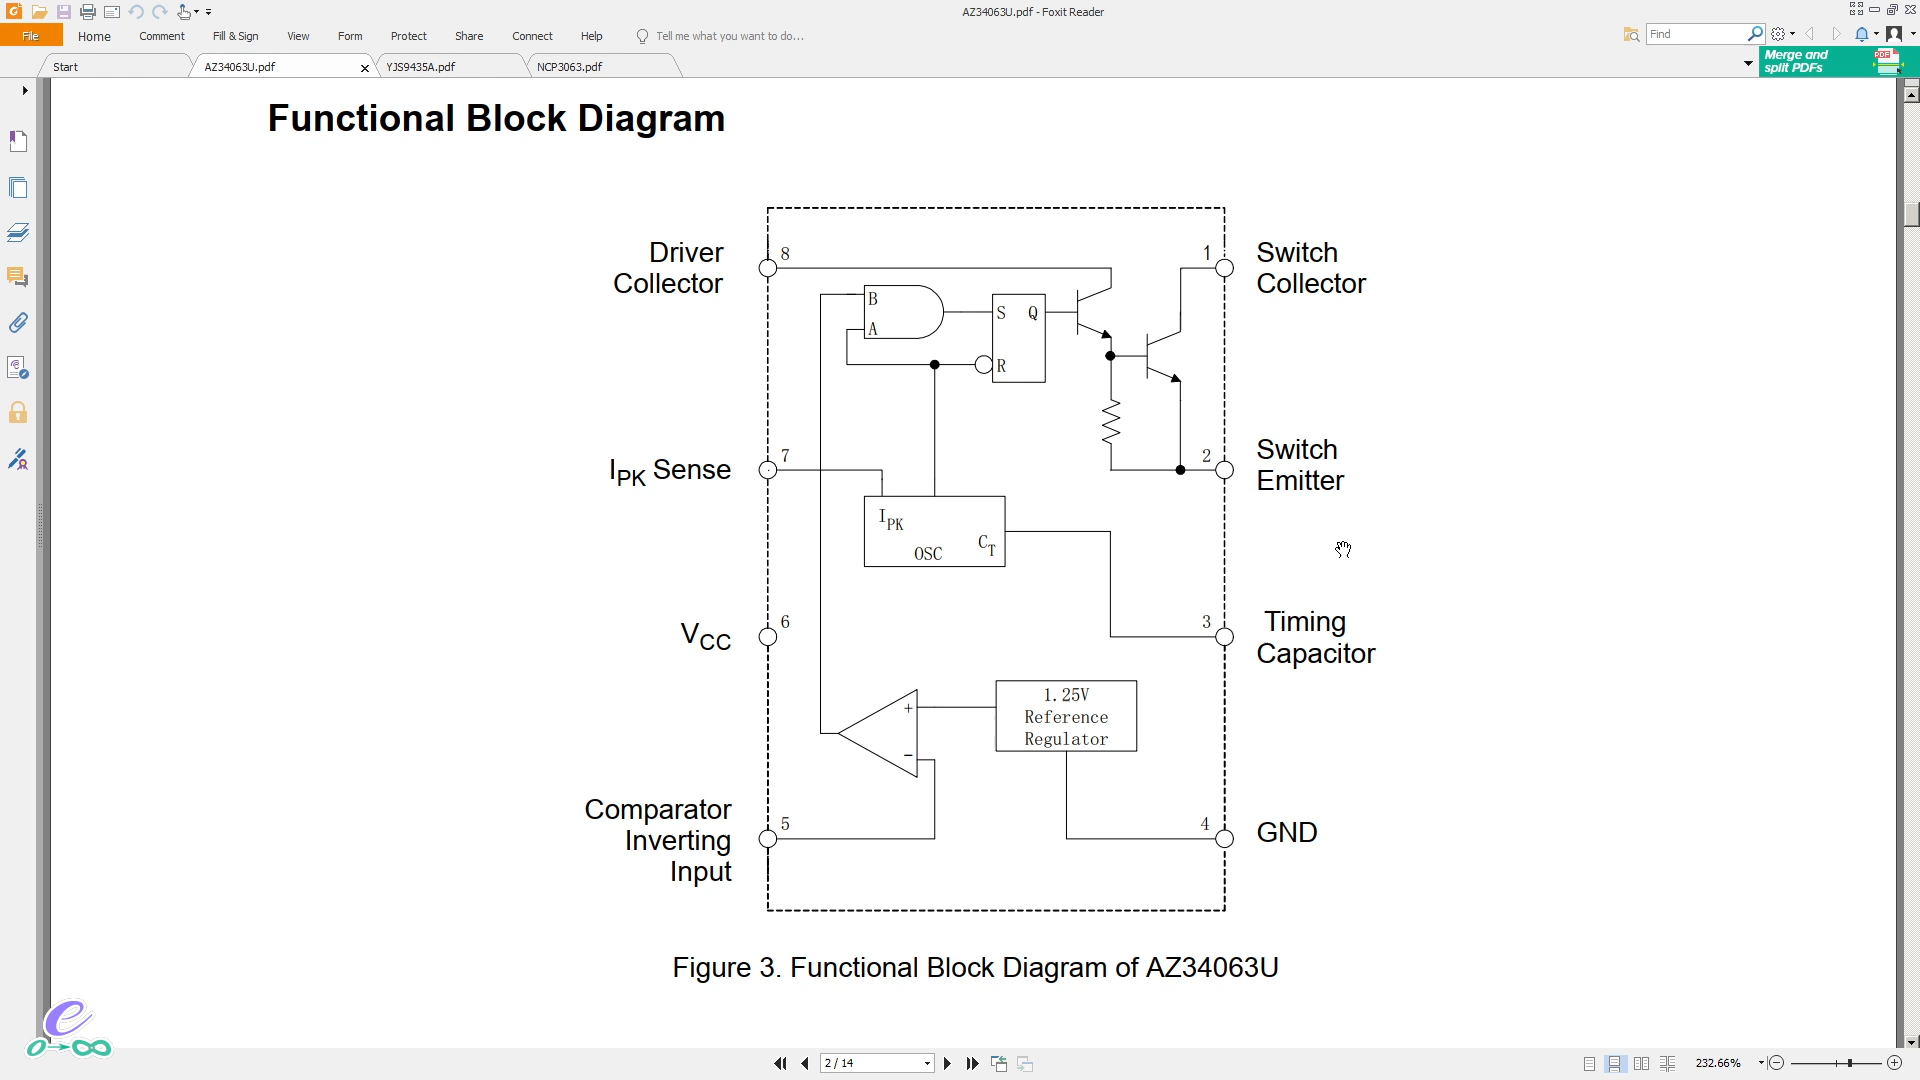 AZ34063U.pdf - Foxit Reader
File Home Comment Fill & Sign View Form Protect Share Connect Help Tell me what you want to do... Find
Start AZ34063U.pdf YJS9435A.pdf NCP3063.pdf
Merge and
split PDFs
PDF
Functional Block Diagram
Driver
Collector
8
1
Switch
Collector
B
A
S Q
R
IPK Sense
7
2
Switch
Emitter
IPK
OSC
CT
VCC
6
3
Timing
Capacitor
+
−
1.25V
Reference
Regulator
Comparator
Inverting
Input
5
4
GND
Figure 3. Functional Block Diagram of AZ34063U
e
2 / 14
232.66%